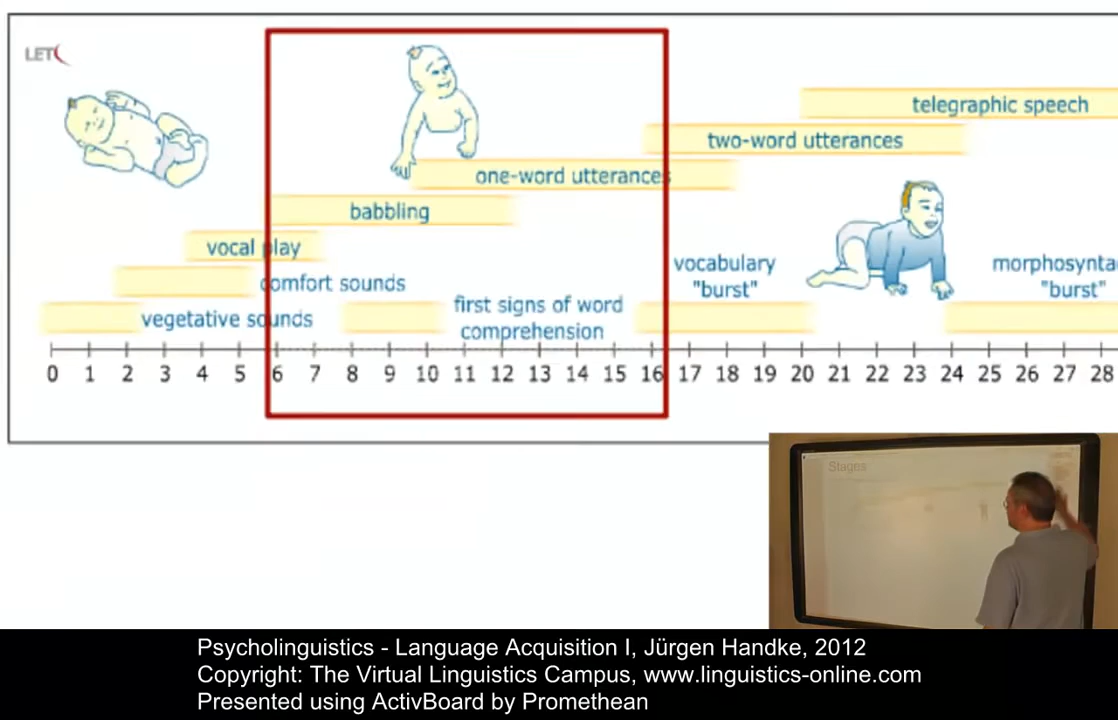 LET
telegraphic speech
two-word utterances
one-word utterances
babbling
vocal play
comfort sounds
vocabulary
"burst"
morphosynta
"burst"
vegetative sounds
first signs of word
comprehension
0 1 2 3 4 5 6 7 8 9 10 11 12 13 14 15 16 17 18 19 20 21 22 23 24 25 26 27 28
Stages
Psycholinguistics - Language Acquisition I, Jürgen Handke, 2012
Copyright: The Virtual Linguistics Campus, www.linguistics-online.com
Presented using ActivBoard by Promethean